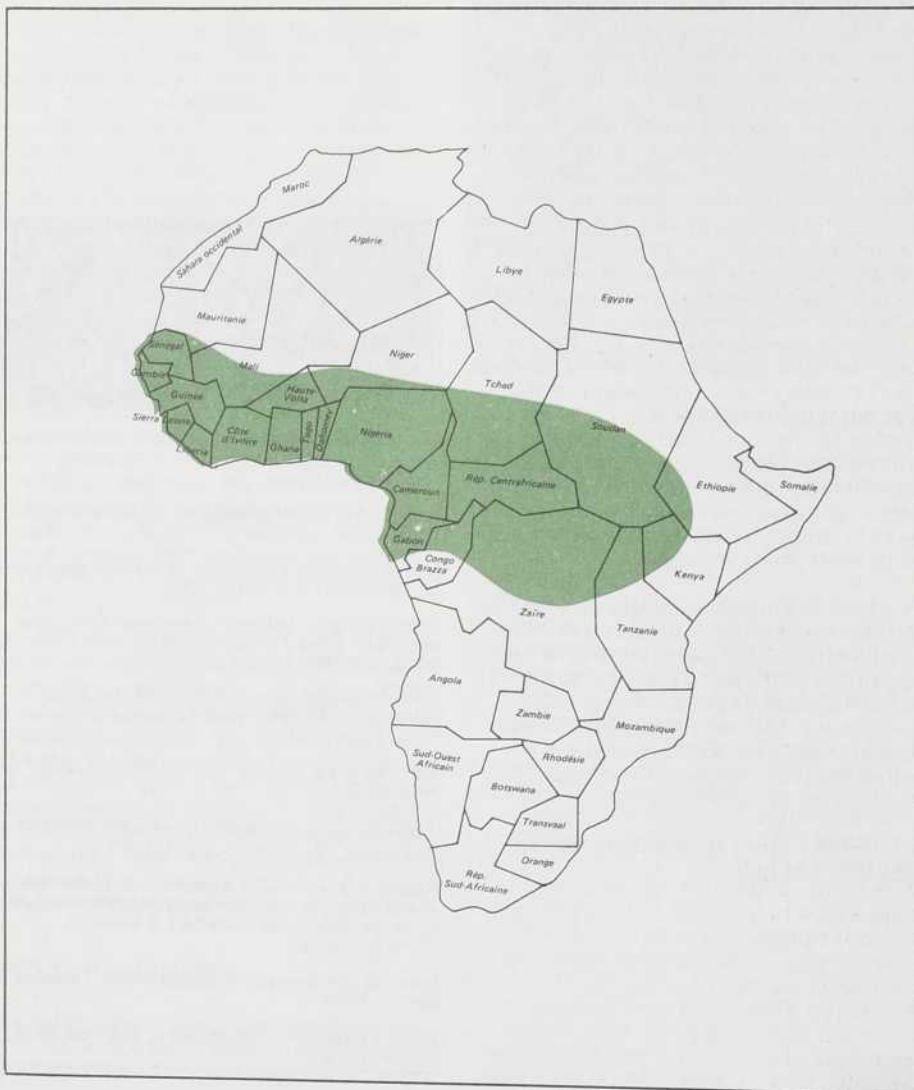 Maroc
Algérie
Sahara occidental
Libye
Egypte
Mauritanie
Niger
Mali
Tchad
Sénégal
Gambie
Guinée
Haute-
Volta
Soudan
Sierra Leone
Liberia
Côte
d'Ivoire
Ghana
Togo
Dahomey
Nigéria
Cameroun
Rép. Centrafricaine
Ethiopie
Somalie
Gabon
Congo
Brazza
Kenya
Zaïre
Tanzanie
Angola
Zambie
Mozambique
Sud-Ouest
Africain
Rhodésie
Botswana
Transvaal
Orange
Rép.
Sud-Africaine